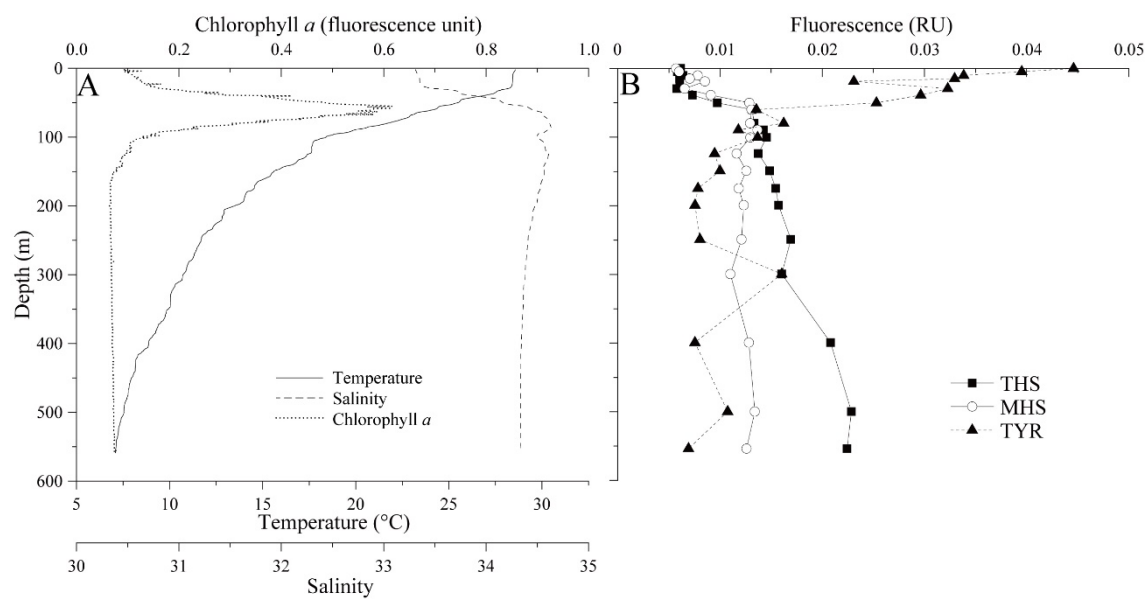 Chlorophyll a (fluorescence unit)
0.0 0.2 0.4 0.6 0.8 1.0
A
Depth (m)
0
100
200
300
400
500
600
Temperature
Salinity
Chlorophyll a
5 10 15 20 25 30
Temperature (°C)
30 31 32 33 34 35
Salinity
Fluorescence (RU)
0 0.01 0.02 0.03 0.04 0.05
B
THS
MHS
TYR